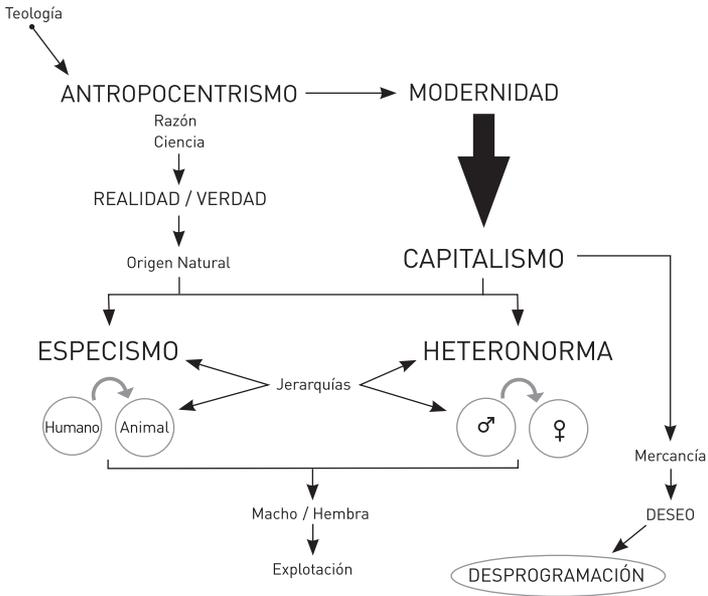 Teología
ANTROPOCENTRISMO
MODERNIDAD
Razón
Ciencia
REALIDAD / VERDAD
Origen Natural
CAPITALISMO
ESPECISMO
HETERONORMA
Jerarquías
Humano
Animal
♂
♀
Mercancía
Macho / Hembra
DESEO
Explotación
DESPROGRAMACIÓN